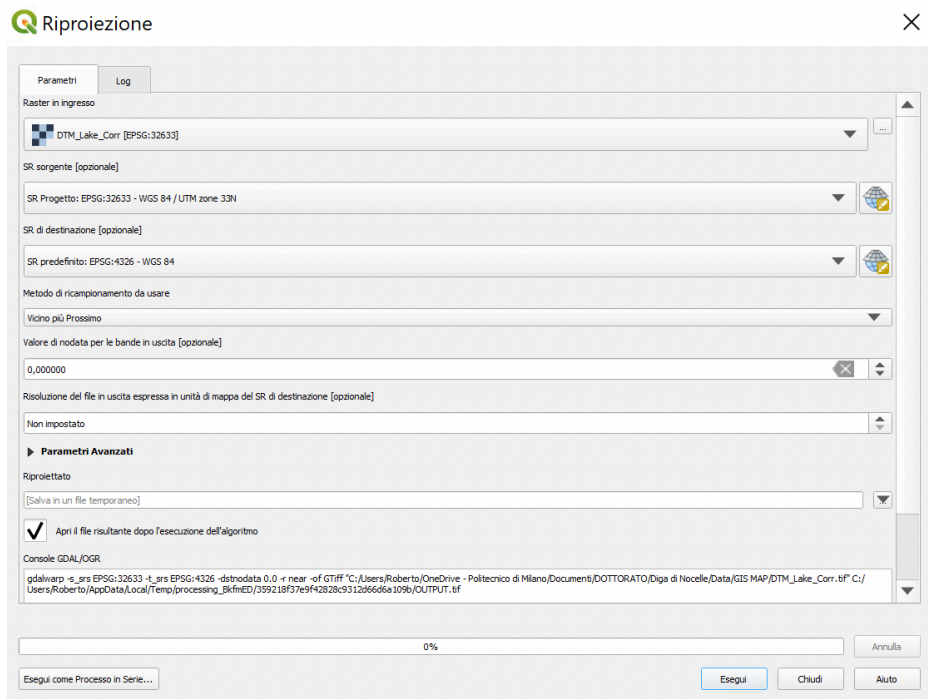 Riproiezione
Parametri
Log
Raster in ingresso
DTM_Lake_Corr [EPSG:32633]
...
SR sorgente [opzionale]
SR Progetto: EPSG:32633 - WGS 84 / UTM zone 33N
SR di destinazione [opzionale]
SR predefinito: EPSG:4326 - WGS 84
Metodo di ricampionamento da usare
Vicino più Prossimo
Valore di nodata per le bande in uscita [opzionale]
0,000000
Risoluzione del file in uscita espressa in unità di mappa del SR di destinazione [opzionale]
Non impostato
Parametri Avanzati
Riproiettato
[Salva in un file temporaneo]
Apri il file risultante dopo l'esecuzione dell'algoritmo
Console GDAL/OGR
gdalwarp -s_srs EPSG:32633 -t_srs EPSG:4326 -dstnodata 0.0 -r near -of GTiff "C:/Users/Roberto/OneDrive - Politecnico di Milano/Documenti/DOTTORATO/Diga di Nocelle/Data/GIS MAP/DTM_Lake_Corr.tif" C:/
Users/Roberto/AppData/Local/Temp/processing_BkfmED/359218f37e9f42828c9312d66d6a109b/OUTPUT.tif
0%
Annulla
Esegui come Processo in Serie...
Esegui
Chiudi
Aiuto